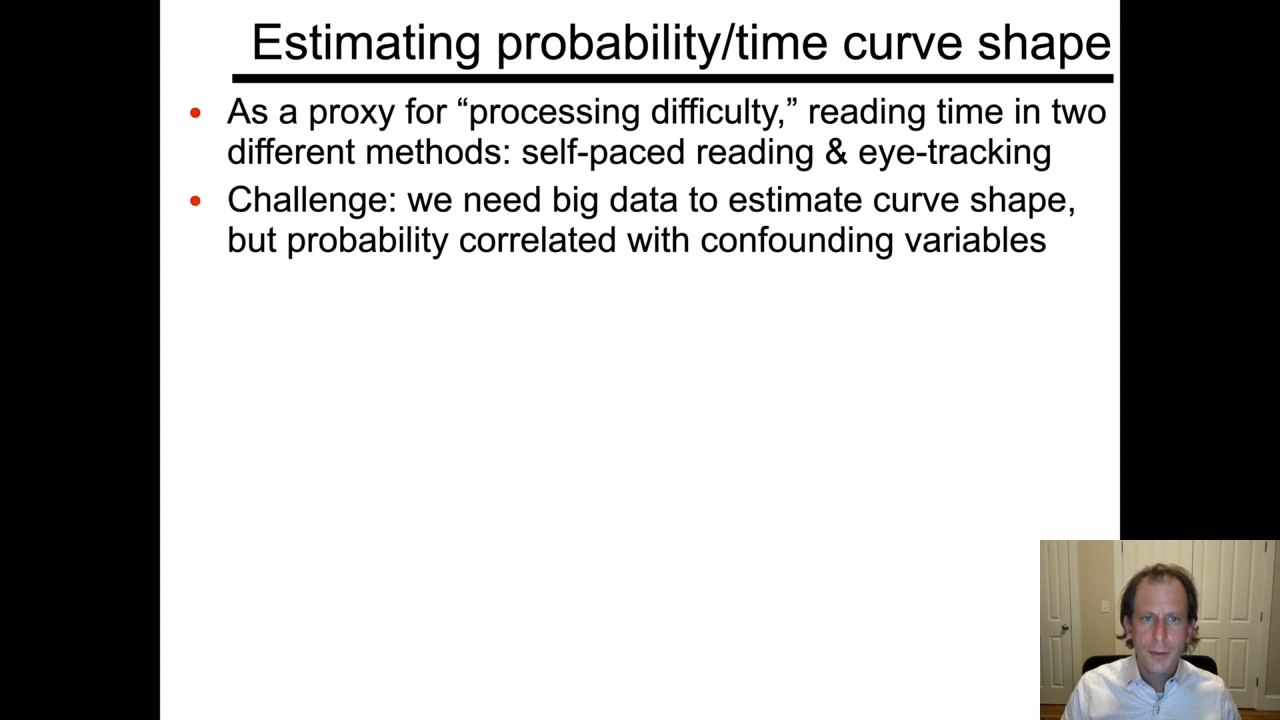 Estimating probability/time curve shape
• As a proxy for “processing difficulty,” reading time in two
different methods: self-paced reading & eye-tracking
• Challenge: we need big data to estimate curve shape,
but probability correlated with confounding variables